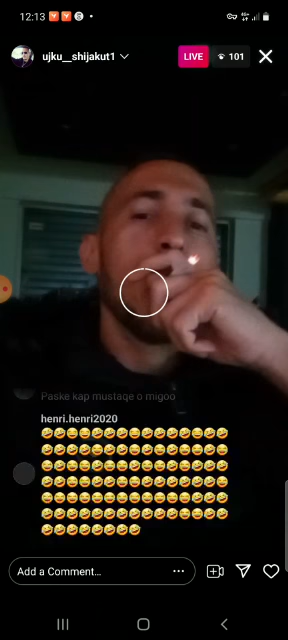 12:13
ujku__shijakut1
LIVE
101
Paske kap mustaqe o migoo
henri.henri2020
Add a Comment...